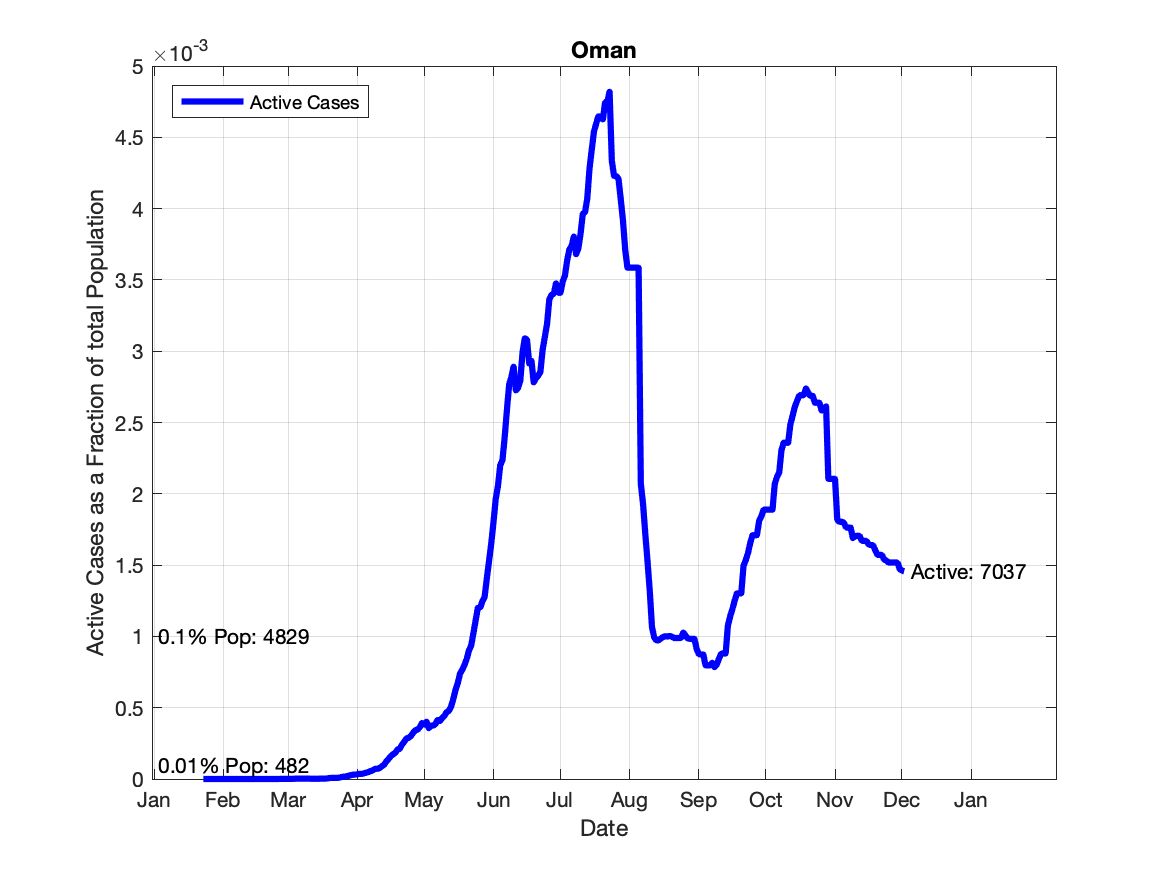 Oman
×10-3
Active Cases
5
4.5
4
3.5
3
2.5
2
1.5
1
0.5
0
Active Cases as a Fraction of total Population
Active: 7037
0.1% Pop: 4829
0.01% Pop: 482
Jan Feb Mar Apr May Jun Jul Aug Sep Oct Nov Dec Jan
Date